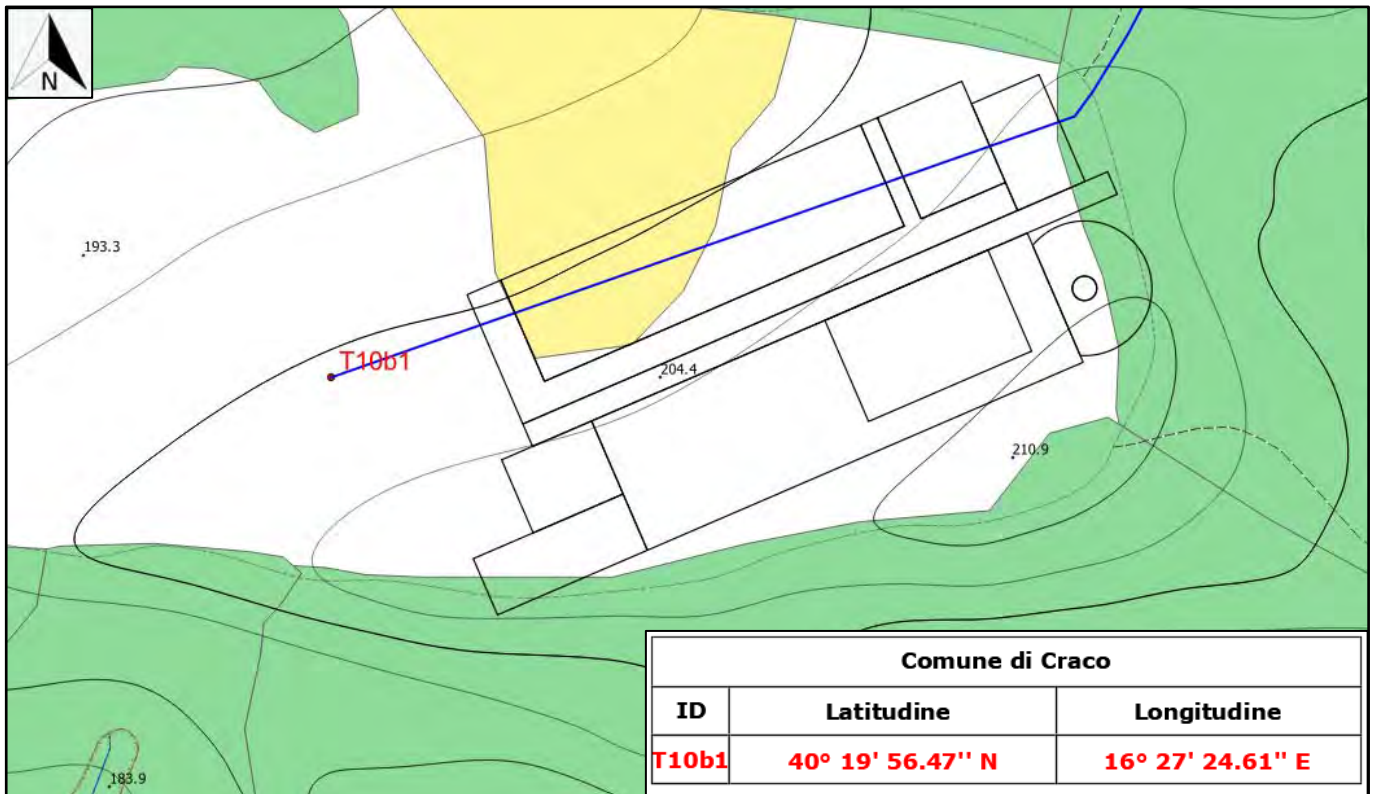 N
193.3
T10b1
204.4
210.9
183.9
Comune di Craco
ID Latitudine Longitudine
T10b1 40° 19' 56.47'' N 16° 27' 24.61'' E